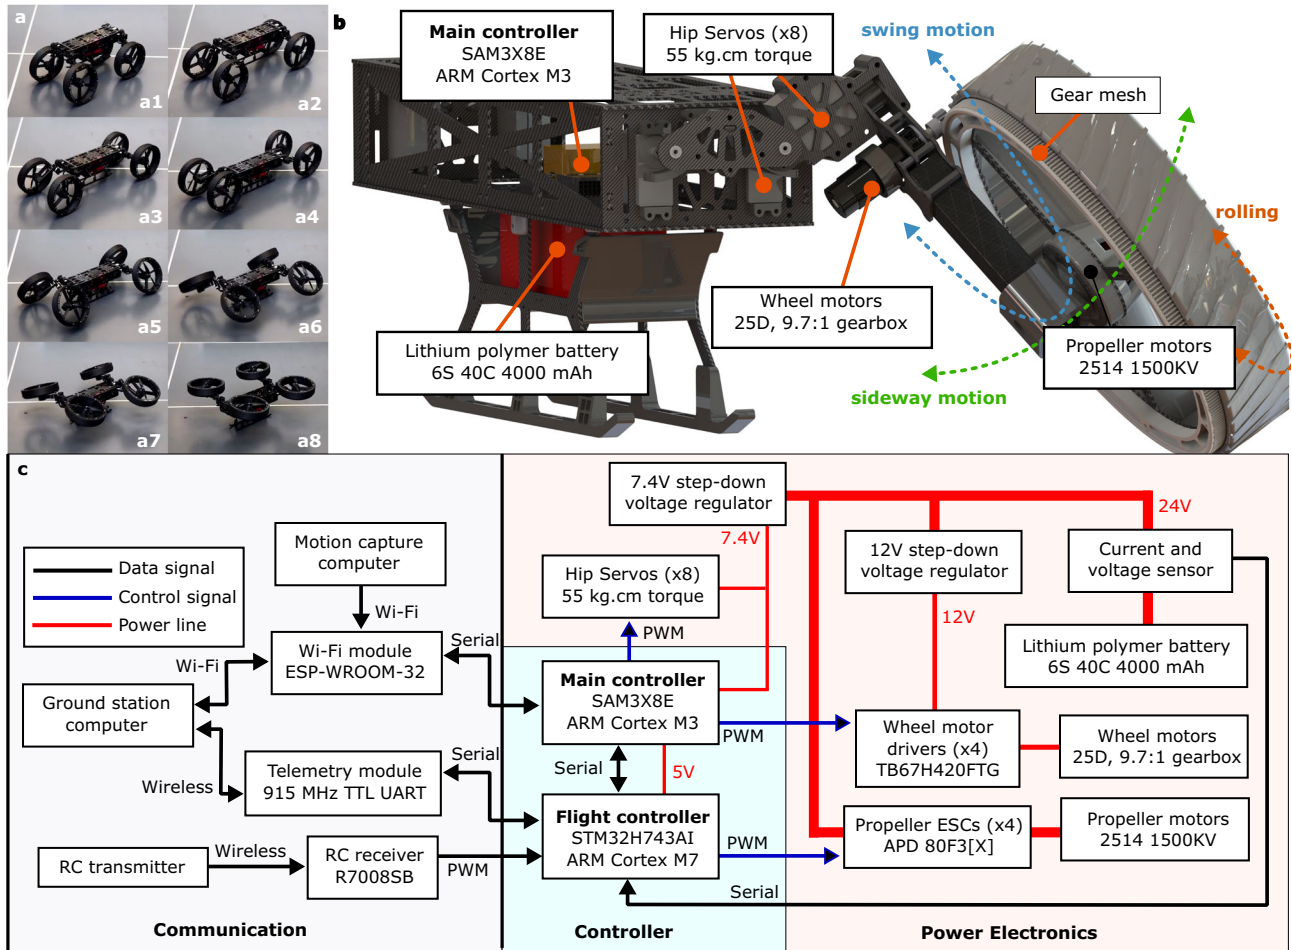 a
a1
a2
a3
a4
a5
a6
a7
a8
b
Main controller
SAM3X8E
ARM Cortex M3
Hip Servos (x8)
55 kg.cm torque
swing motion
Gear mesh
rolling
Wheel motors
25D, 9.7:1 gearbox
Lithium polymer battery
6S 40C 4000 mAh
Propeller motors
2514 1500KV
sideway motion
c
Data signal
Control signal
Power line
Motion capture
computer
Wi-Fi
Wi-Fi module
ESP-WROOM-32
Wi-Fi
Serial
Ground station
computer
Wireless
Telemetry module
915 MHz TTL UART
Serial
RC transmitter
Wireless
RC receiver
R7008SB
PWM
Communication
7.4V step-down
voltage regulator
7.4V
Hip Servos (x8)
55 kg.cm torque
PWM
Main controller
SAM3X8E
ARM Cortex M3
PWM
Serial
5V
Flight controller
STM32H743AI
ARM Cortex M7
PWM
Controller
24V
12V step-down
voltage regulator
12V
Current and
voltage sensor
Lithium polymer battery
6S 40C 4000 mAh
Wheel motor
drivers (x4)
TB67H420FTG
Wheel motors
25D, 9.7:1 gearbox
Propeller ESCs (x4)
APD 80F3[X]
Propeller motors
2514 1500KV
Serial
Power Electronics